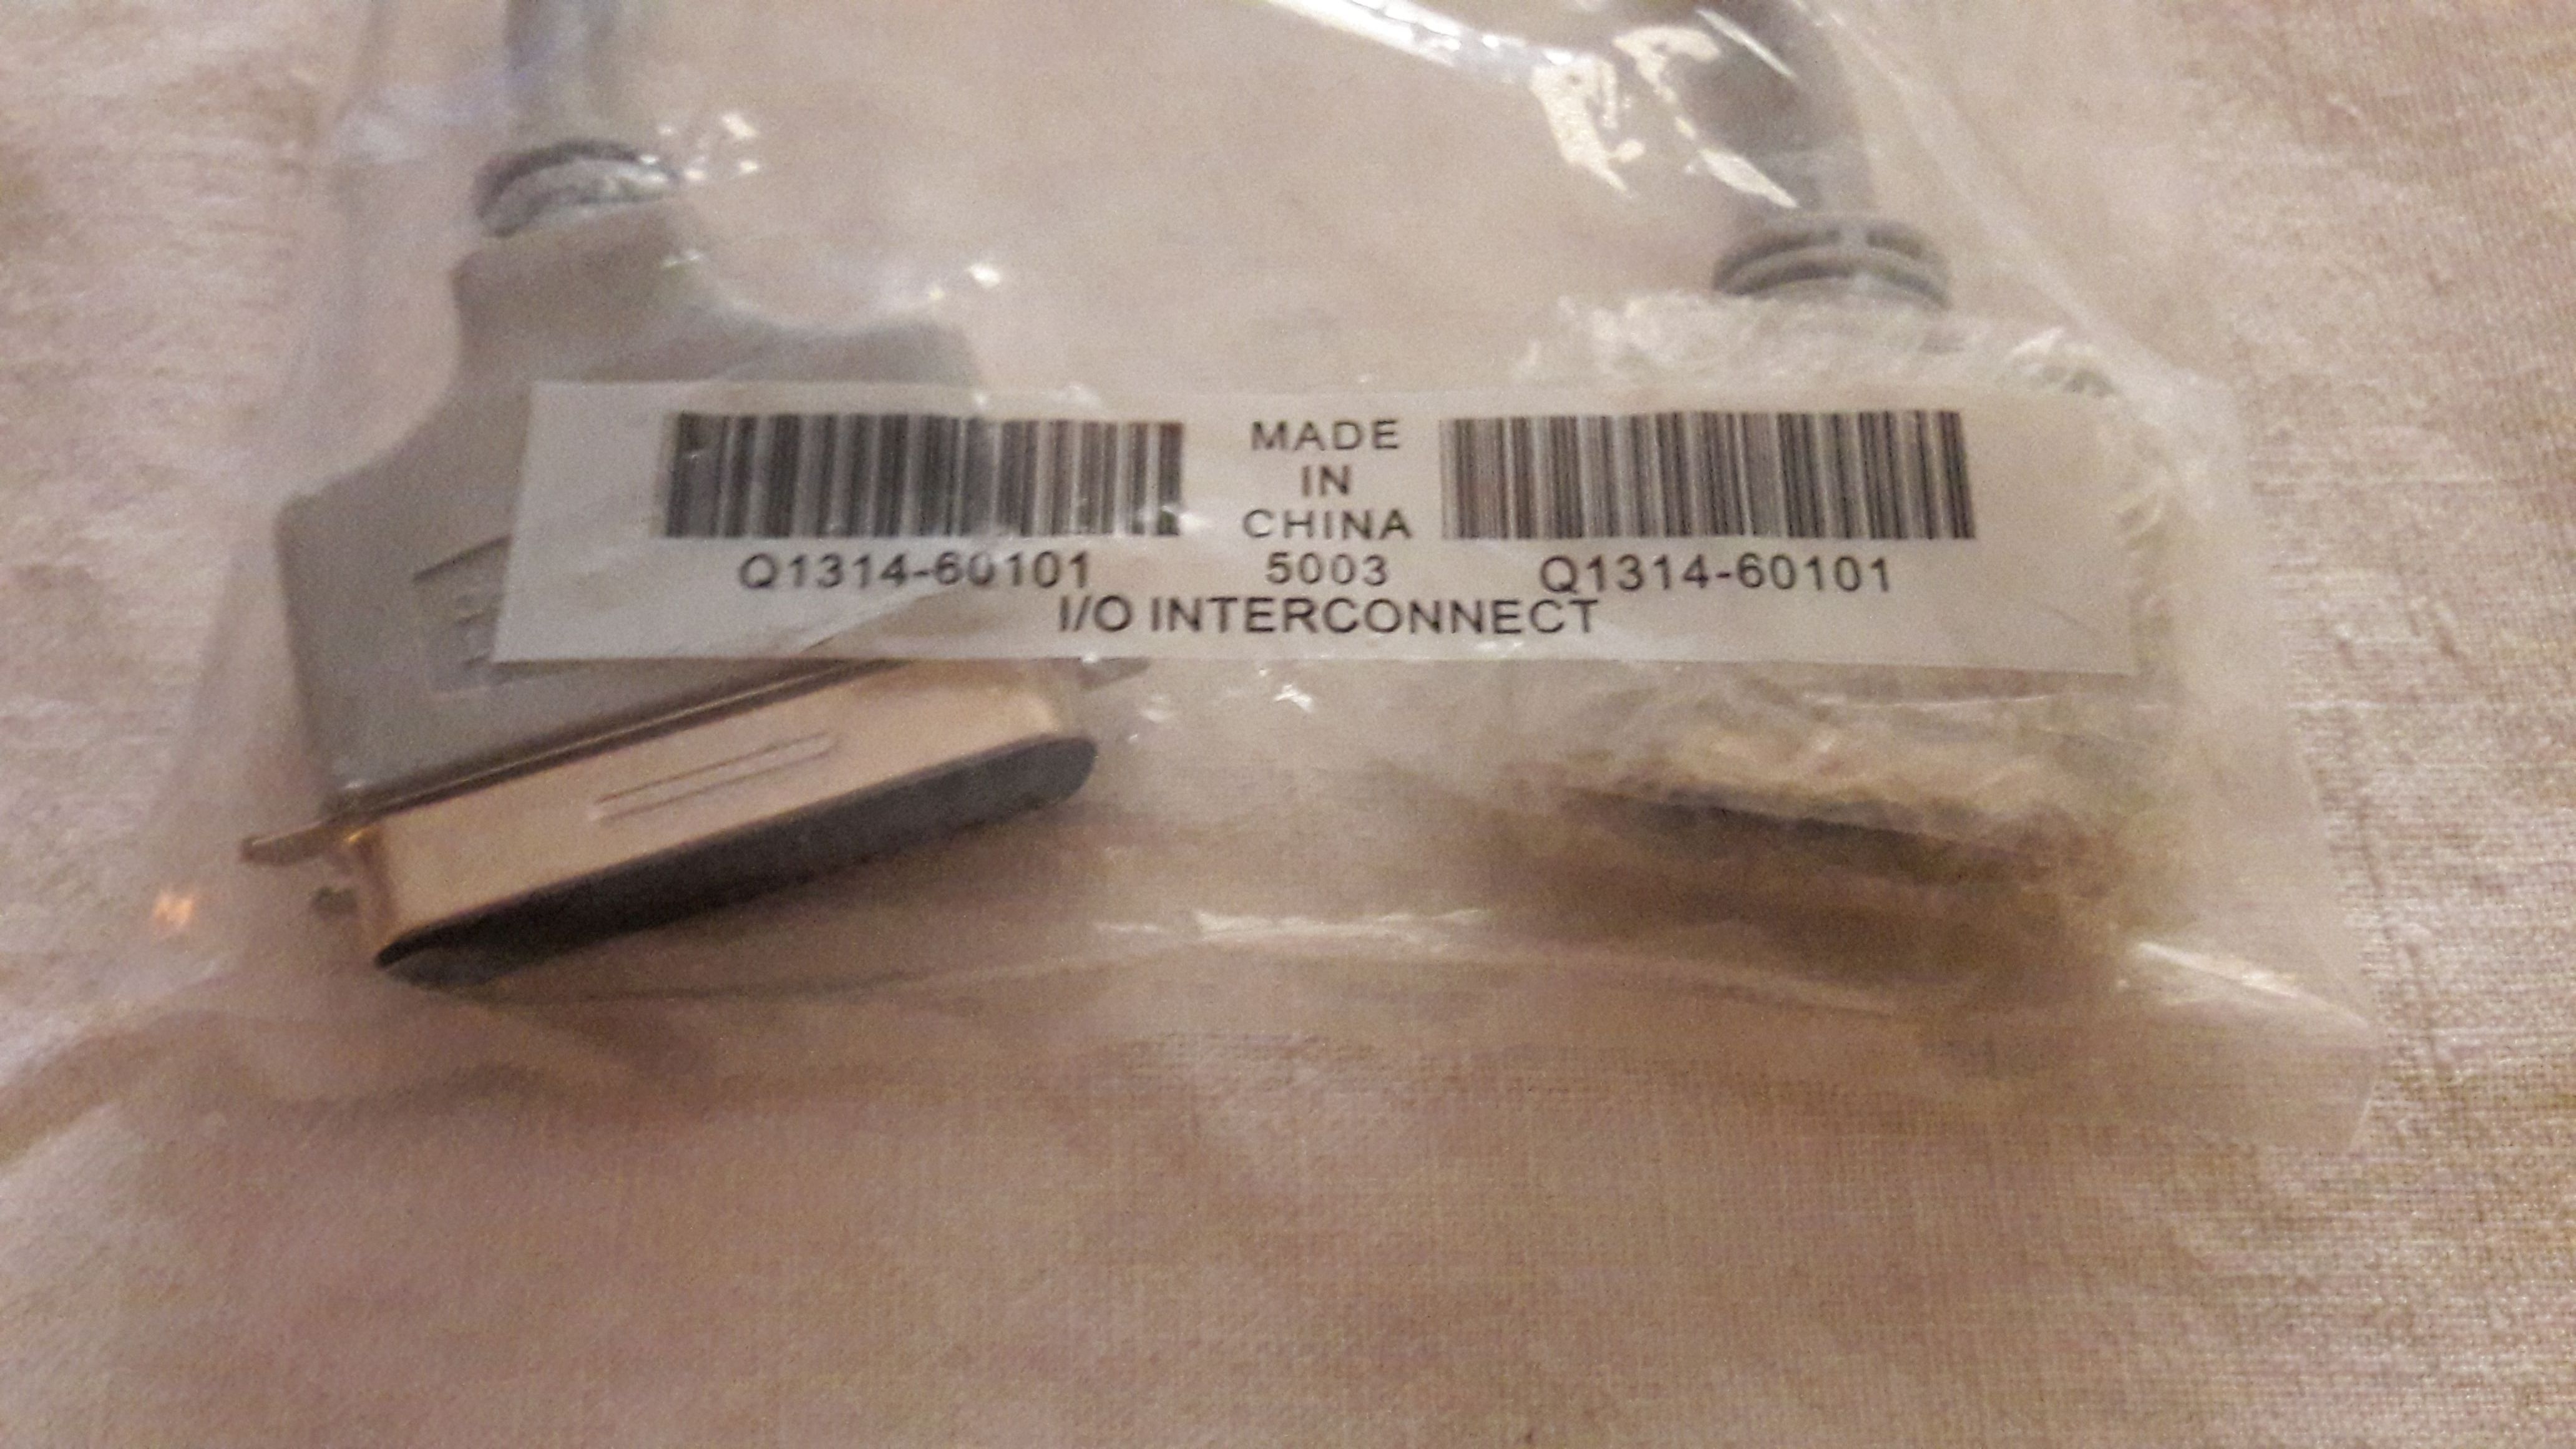 MADE
IN
CHINA
Q1314-60101 5003 Q1314-60101
I/O INTERCONNECT